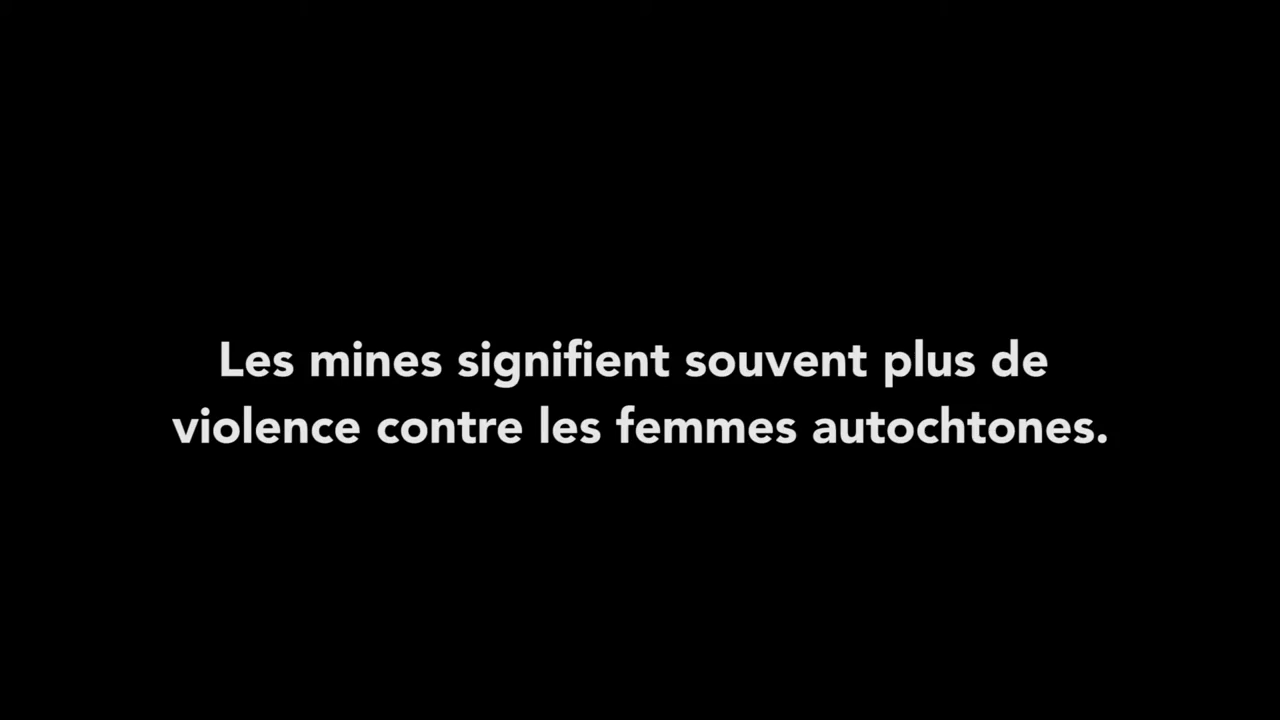 Les mines signifient souvent plus de
violence contre les femmes autochtones.